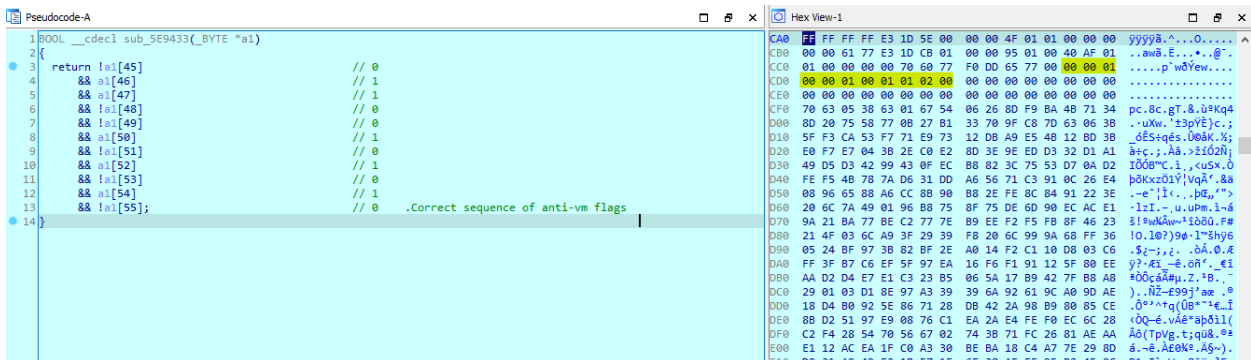 Pseudocode-A
1 BOOL __cdecl sub_5E9433(_BYTE *a1)
2 {
3 return !a1[45] // 0
4 && a1[46] // 1
5 && a1[47] // 1
6 && !a1[48] // 0
7 && !a1[49] // 0
8 && a1[50] // 1
9 && !a1[51] // 0
10 && a1[52] // 1
11 && !a1[53] // 0
12 && a1[54] // 1
13 && !a1[55]; // 0 .Correct sequence of anti-vm flags
14 }
Hex View-1
CA0 FF FF FF FF E3 1D 5E 00 00 00 4F 01 01 00 00 00 ÿÿÿÿã.^...O.....
CB0 00 00 61 77 E3 1D CB 01 00 00 95 01 00 40 AF 01 ..awã.Ë...•..@¯.
CC0 01 00 00 00 70 60 77 F0 DD 65 77 00 00 00 01 .....p`wðÝew....
CD0 00 00 01 00 01 01 02 00 00 00 00 00 00 00 00 00 ................
CE0 00 00 00 00 00 00 00 00 00 00 00 00 00 00 00 00 ................
CF0 70 63 05 38 63 01 67 54 06 26 8D F9 BA 4B 71 34
D00 8D 20 75 58 77 0B 27 B1 33 70 9F C8 7D 63 06 3B
D10 5F F3 CA 53 F7 71 E9 73 12 DB A9 E5 4B 12 BD 3B
D20 E0 F7 E7 04 3B 2E C0 E2 8D 3E 9E ED D3 32 D1 A1
D30 49 D5 D3 42 99 43 0F EC B8 82 3C 75 53 D7 0A D2
D40 FE F5 4B 78 7A D6 31 DD A6 56 71 C3 91 0C 26 E4
D50 08 96 65 88 A6 CC 8B 90 B8 2E FE 8C 84 91 22 3E
D60 20 6C 7A 49 01 96 B8 75 8F 75 DE 6D 90 EC AC E1
D70 9A 21 BA 77 BE C2 77 7E B9 EE F2 F5 FB 8F 46 23
D80 21 4F 03 6C A9 3F 29 39 F8 20 6C 99 9A 68 FF 36
D90 05 24 BF 97 3B 82 BF 2E A0 14 F2 C1 10 D8 03 C6
DA0 FF 3F B7 C6 EF 5F 97 EA 16 F6 F1 91 12 5F 80 EE
DB0 AA D2 D4 E7 E1 C3 23 B5 06 5A 17 B9 42 7F B8 A8
DC0 29 01 03 D1 8E 97 A3 39 39 6A 92 61 9C A0 9D AE
DD0 18 D4 B0 92 5E 86 71 28 DB 42 2A 98 B9 80 85 CE
DE0 8B D2 51 97 E9 08 76 C1 EA 2A E4 FE F0 EC 6C 28
DF0 C2 F4 28 54 70 56 67 02 74 3B 71 FC 26 81 AE AA
E00 E1 12 AC EA 1F C0 A3 30 BE BA 18 C4 A7 7E 29 8D